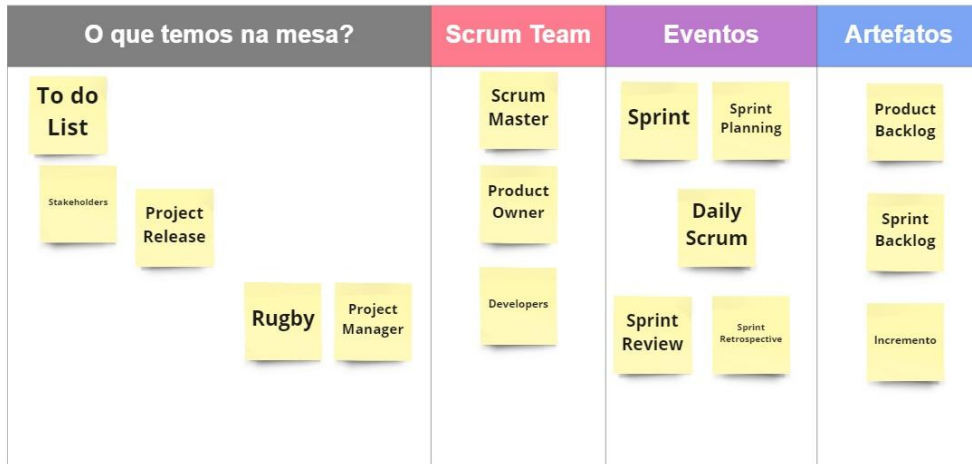 O que temos na mesa?
Scrum Team
Eventos
Artefatos
To do
List
Stakeholders
Project
Release
Rugby
Project
Manager
Scrum
Master
Product
Owner
Developers
Sprint
Sprint
Planning
Daily
Scrum
Sprint
Review
Sprint
Retrospective
Product
Backlog
Sprint
Backlog
Incremento